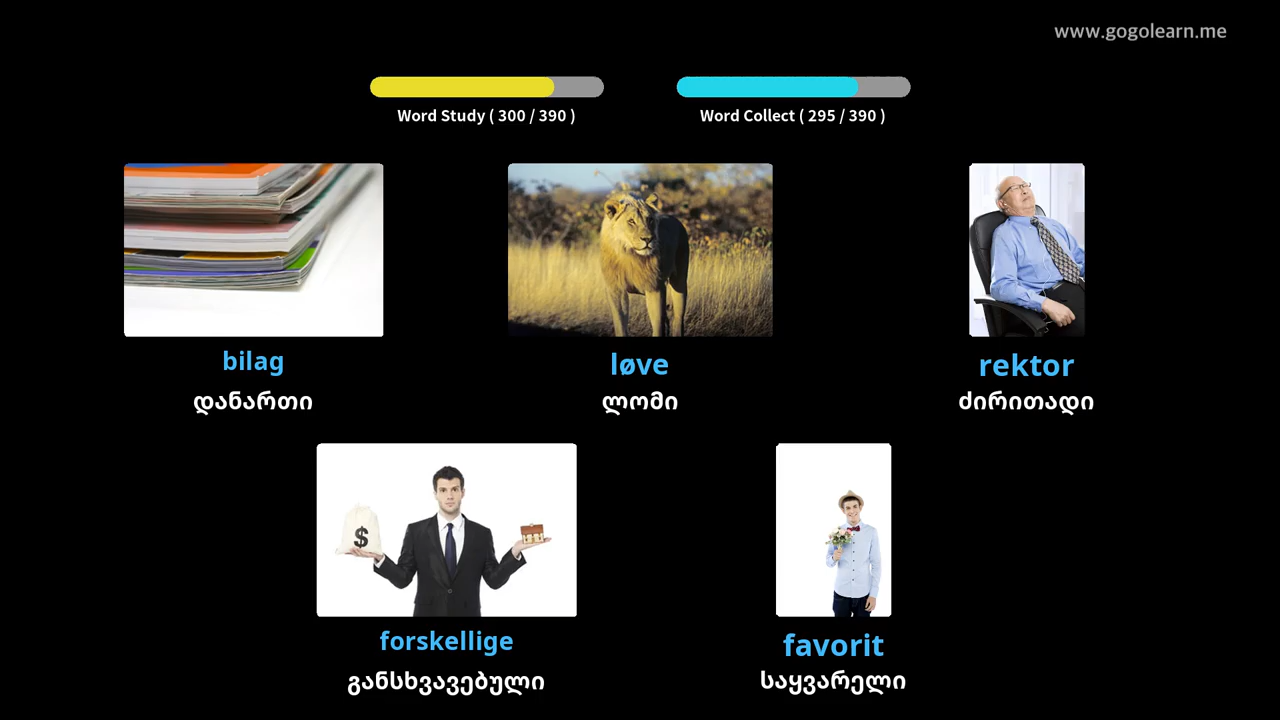 www.gogolearn.me
Word Study ( 300 / 390 )
Word Collect ( 295 / 390 )
bilag
løve
rektor
დანართი
ლომი
ძირითადი
forskellige
favorit
განსხვავებული
საყვარელი